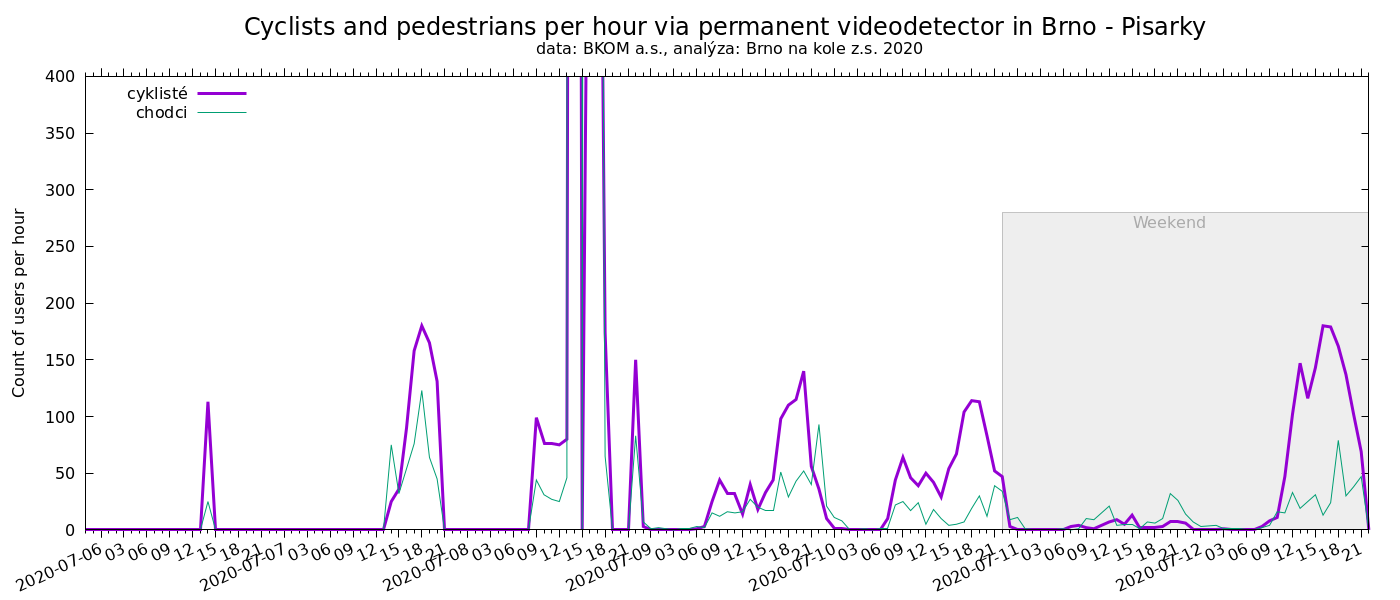 Cyclists and pedestrians per hour via permanent videodetector in Brno - Pisarky
data: BKOM a.s., analýza: Brno na kole z.s. 2020
400
350
300
250
200
150
100
50
0
Count of users per hour
cyklisté
chodci
Weekend
2020-07-06 03 06 09 12 15 18 21 2020-07-07 03 06 09 12 15 18 21 2020-07-08 03 06 09 12 15 18 21 2020-07-09 03 06 09 12 15 18 21 2020-07-10 03 06 09 12 15 18 21 2020-07-11 03 06 09 12 15 18 21 2020-07-12 03 06 09 12 15 18 21